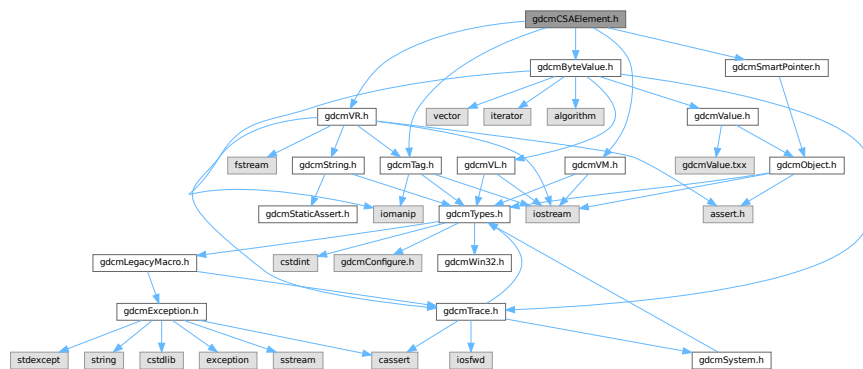 gdcmCSAElement.h
gdcmByteValue.h
gdcmSmartPointer.h
gdcmVR.h
vector
iterator
algorithm
gdcmValue.h
fstream
gdcmString.h
gdcmTag.h
gdcmVL.h
gdcmVM.h
gdcmValue.txx
gdcmObject.h
gdcmStaticAssert.h
iomanip
gdcmTypes.h
iostream
assert.h
gdcmLegacyMacro.h
cstdint
gdcmConfigure.h
gdcmWin32.h
gdcmException.h
gdcmTrace.h
stdexcept
string
cstdlib
exception
sstream
cassert
iosfwd
gdcmSystem.h